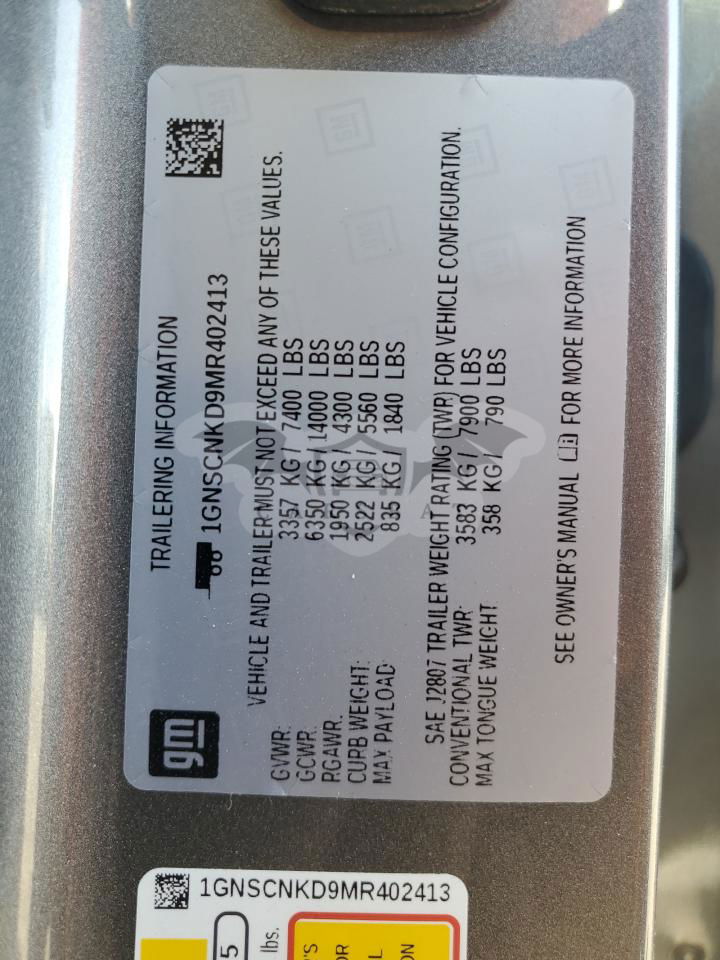 TRAILERING INFORMATION
1GNSCNKD9MR402413
VEHICLE AND TRAILER MUST NOT EXCEED ANY OF THESE VALUES.
GVWR: 3357 KG / 7400 LBS
GCWR: 6350 KG / 14000 LBS
RGAWR: 1950 KG / 4300 LBS
CURB WEIGHT: 2522 KG / 5560 LBS
MAX PAYLOAD: 835 KG / 1840 LBS
SAE J2807 TRAILER WEIGHT RATING (TWR) FOR VEHICLE CONFIGURATION.
CONVENTIONAL TWR: 3583 KG / 7900 LBS
MAX TONGUE WEIGHT 358 KG / 790 LBS
SEE OWNER'S MANUAL FOR MORE INFORMATION
gm
1GNSCNKD9MR402413
5
lbs.
'S
OR
L
ON